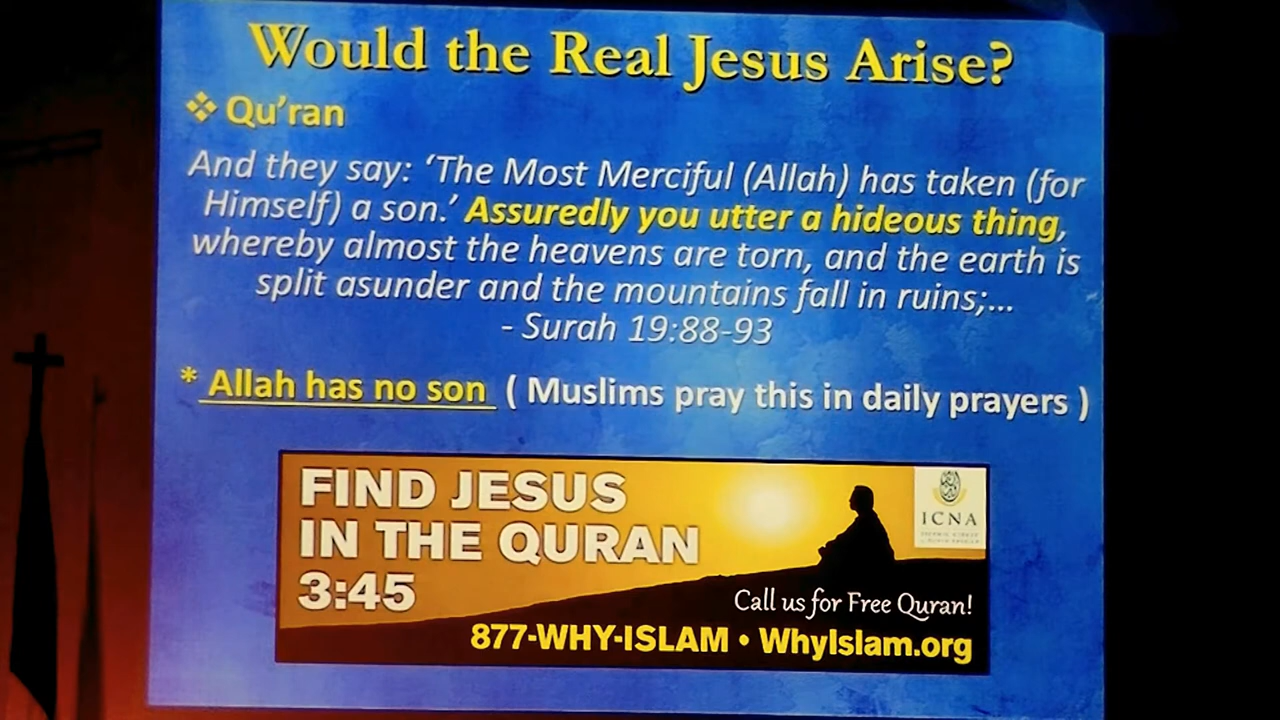 Would the Real Jesus Arise?
❖ Qu’ran
And they say: ‘The Most Merciful (Allah) has taken (for
Himself) a son.’ Assuredly you utter a hideous thing,
whereby almost the heavens are torn, and the earth is
split asunder and the mountains fall in ruins;...
- Surah 19:88-93
* Allah has no son ( Muslims pray this in daily prayers )
FIND JESUS
IN THE QURAN
3:45
ICNA
Call us for Free Quran!
877-WHY-ISLAM • WhyIslam.org